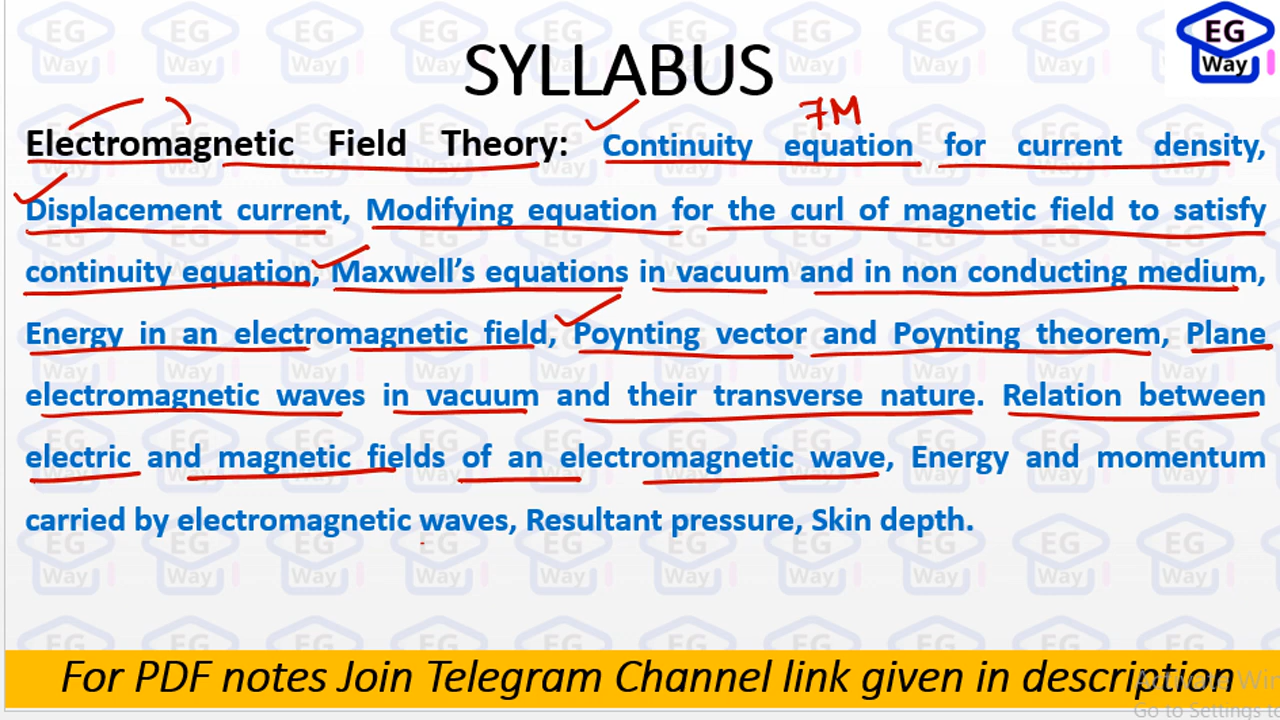 EG
Way
SYLLABUS
7M
Electromagnetic Field Theory: Continuity equation for current density,
Displacement current, Modifying equation for the curl of magnetic field to satisfy
continuity equation, Maxwell's equations in vacuum and in non conducting medium,
Energy in an electromagnetic field, Poynting vector and Poynting theorem, Plane
electromagnetic waves in vacuum and their transverse nature. Relation between
electric and magnetic fields of an electromagnetic wave, Energy and momentum
carried by electromagnetic waves, Resultant pressure, Skin depth.
For PDF notes Join Telegram Channel link given in description
Go to Settings